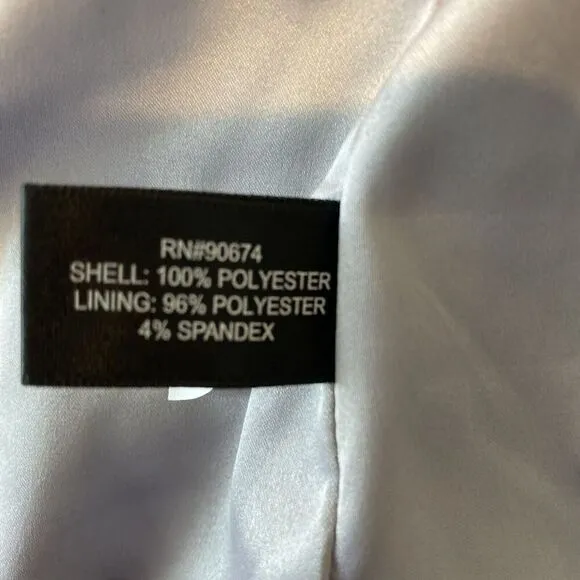 RN#90674
SHELL: 100% POLYESTER
LINING: 96% POLYESTER
4% SPANDEX